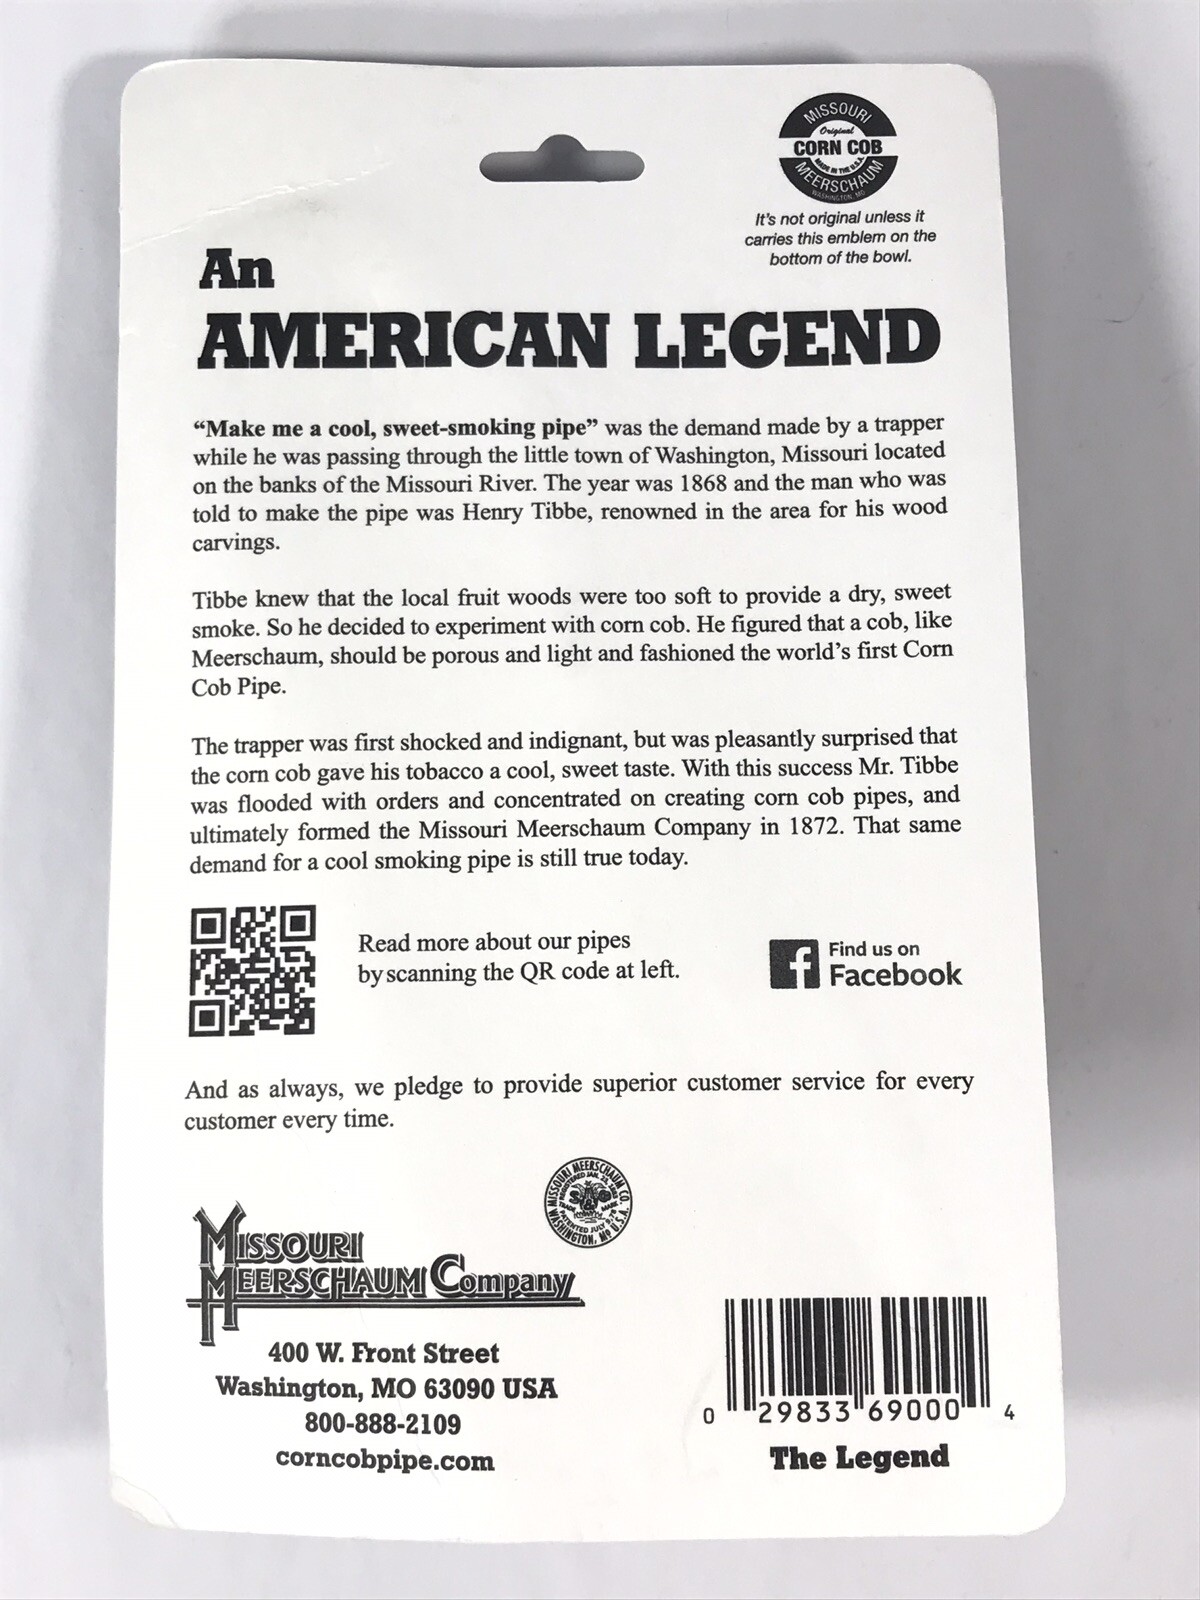 MISSOURI
Original
CORN COB
MADE IN THE U.S.A.
MEERSCHAUM
WASHINGTON, MO
It's not original unless it
carries this emblem on the
bottom of the bowl.
An
AMERICAN LEGEND
“Make me a cool, sweet-smoking pipe” was the demand made by a trapper
while he was passing through the little town of Washington, Missouri located
on the banks of the Missouri River. The year was 1868 and the man who was
told to make the pipe was Henry Tibbe, renowned in the area for his wood
carvings.
Tibbe knew that the local fruit woods were too soft to provide a dry, sweet
smoke. So he decided to experiment with corn cob. He figured that a cob, like
Meerschaum, should be porous and light and fashioned the world’s first Corn
Cob Pipe.
The trapper was first shocked and indignant, but was pleasantly surprised that
the corn cob gave his tobacco a cool, sweet taste. With this success Mr. Tibbe
was flooded with orders and concentrated on creating corn cob pipes, and
ultimately formed the Missouri Meerschaum Company in 1872. That same
demand for a cool smoking pipe is still true today.
Read more about our pipes
by scanning the QR code at left.
Find us on
Facebook
And as always, we pledge to provide superior customer service for every
customer every time.
MISSOURI MEERSCHAUM CO.
WASHINGTON, MO U.S.A.
TRADE MARK
MISSOURI
MEERSCHAUM Company
400 W. Front Street
Washington, MO 63090 USA
800-888-2109
corncobpipe.com
0 29833 69000 4
The Legend